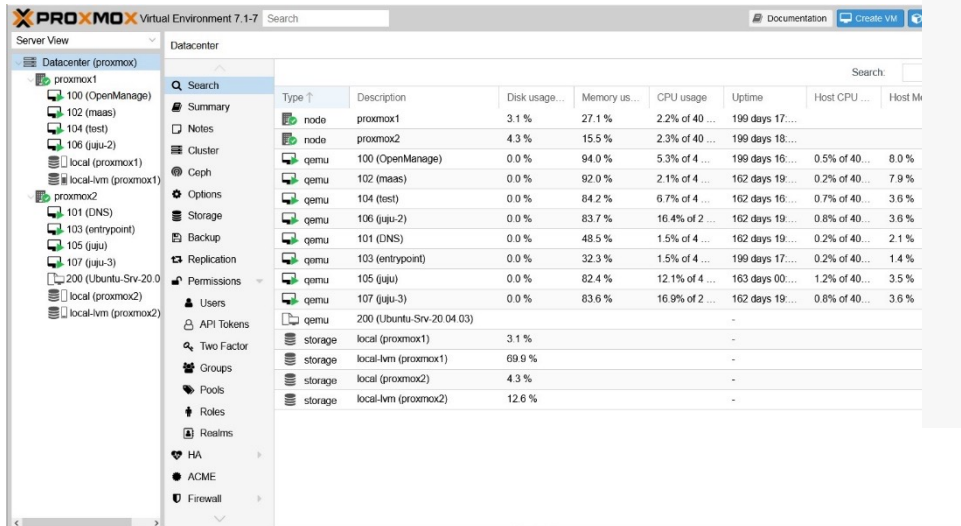 PROXMOX Virtual Environment 7.1-7 Search Documentation Create VM
Server View
Datacenter (proxmox)
proxmox1
100 (OpenManage)
102 (maas)
104 (test)
106 (juju-2)
local (proxmox1)
local-lvm (proxmox1)
proxmox2
101 (DNS)
103 (entrypoint)
105 (juju)
107 (juju-3)
200 (Ubuntu-Srv-20.0
local (proxmox2)
local-lvm (proxmox2)
Datacenter
Search
Summary
Notes
Cluster
Ceph
Options
Storage
Backup
Replication
Permissions
Users
API Tokens
Two Factor
Groups
Pools
Roles
Realms
HA
ACME
Firewall
Search:
Type Description Disk usage... Memory us... CPU usage Uptime Host CPU ... Host Me
node proxmox1 3.1 % 27.1 % 2.2% of 40 ... 199 days 17:...
node proxmox2 4.3 % 15.5 % 2.3% of 40 ... 199 days 18:...
qemu 100 (OpenManage) 0.0 % 94.0 % 5.3% of 4 ... 199 days 16:... 0.5% of 40... 8.0 %
qemu 102 (maas) 0.0 % 92.0 % 2.1% of 4 ... 162 days 19:... 0.2% of 40... 7.9 %
qemu 104 (test) 0.0 % 84.2 % 6.7% of 4 ... 162 days 16:... 0.7% of 40... 3.6 %
qemu 106 (juju-2) 0.0 % 83.7 % 16.4% of 2 ... 162 days 19:... 0.8% of 40... 3.6 %
qemu 101 (DNS) 0.0 % 48.5 % 1.5% of 4 ... 162 days 19:... 0.2% of 40... 2.1 %
qemu 103 (entrypoint) 0.0 % 32.3 % 1.5% of 4 ... 199 days 17:... 0.2% of 40... 1.4 %
qemu 105 (juju) 0.0 % 82.4 % 12.1% of 4 ... 163 days 00:... 1.2% of 40... 3.5 %
qemu 107 (juju-3) 0.0 % 83.6 % 16.9% of 2 ... 162 days 19:... 0.8% of 40... 3.6 %
qemu 200 (Ubuntu-Srv-20.04.03) -
storage local (proxmox1) 3.1 % -
storage local-lvm (proxmox1) 69.9 % -
storage local (proxmox2) 4.3 % -
storage local-lvm (proxmox2) 12.6 % -